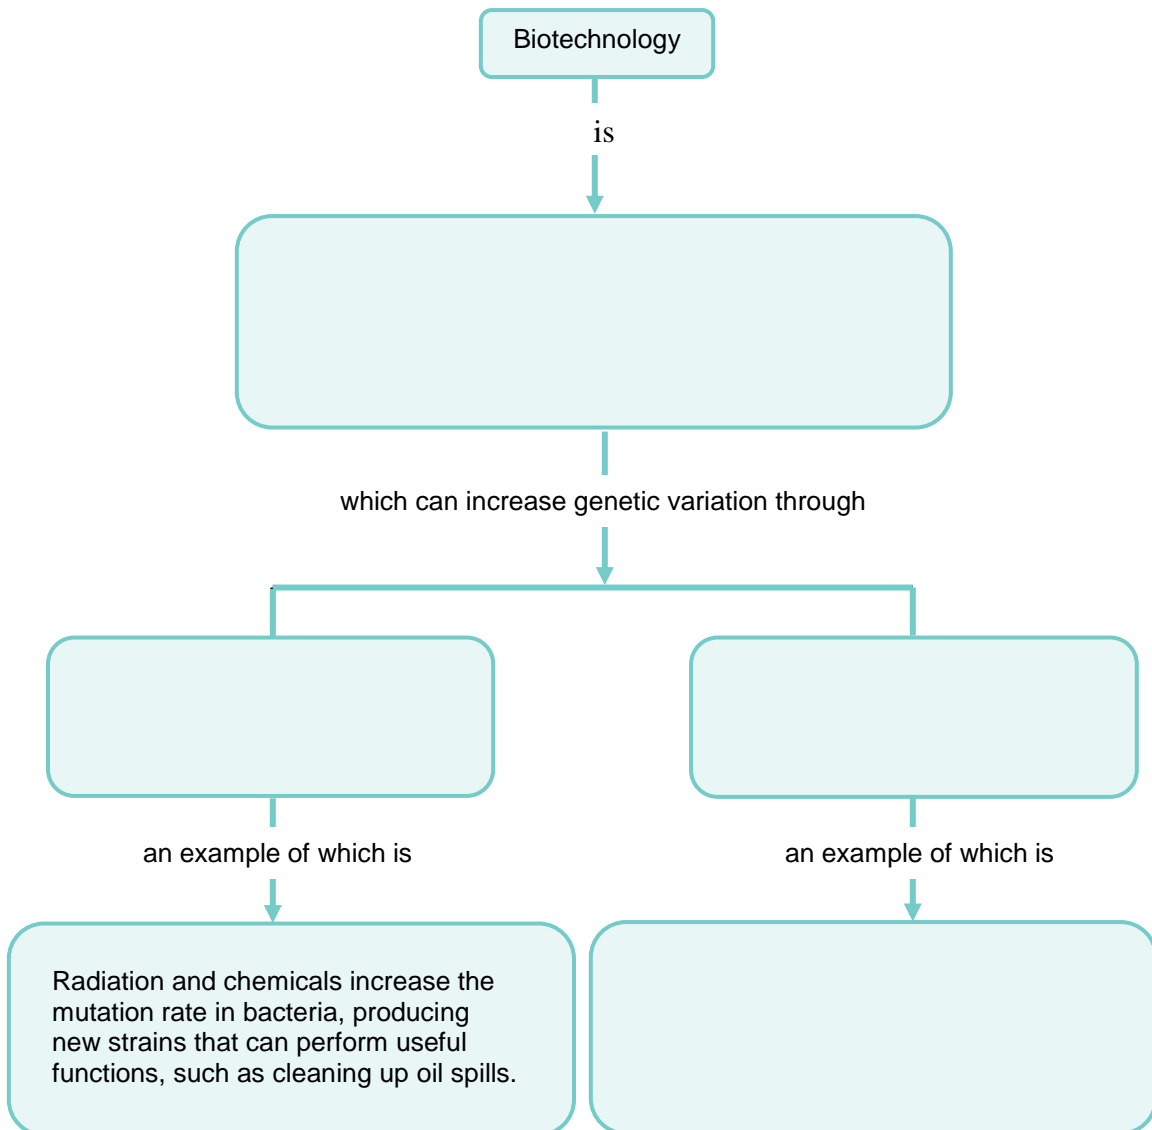 Biotechnology
is
which can increase genetic variation through
an example of which is
an example of which is
Radiation and chemicals increase the
mutation rate in bacteria, producing
new strains that can perform useful
functions, such as cleaning up oil spills.